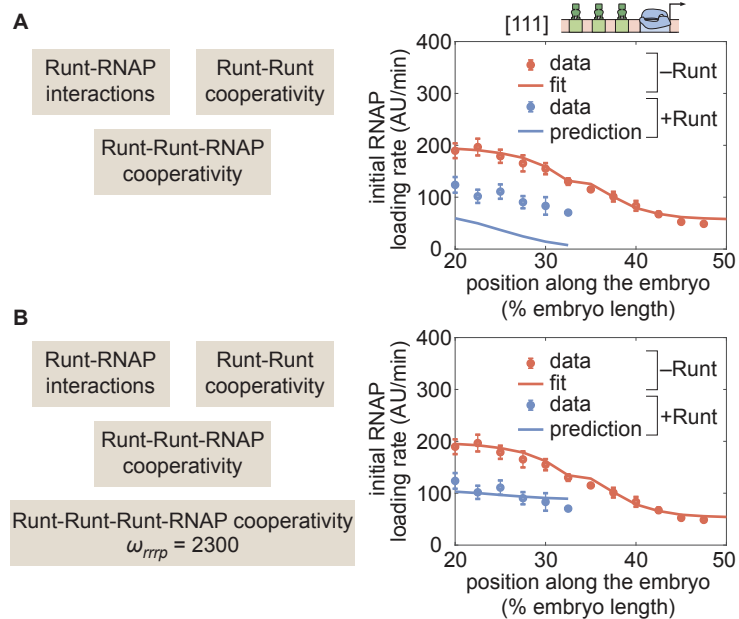 A
Runt-RNAP
interactions
Runt-Runt
cooperativity
Runt-Runt-RNAP
cooperativity
[111]
400
300
200
100
0
initial RNAP
loading rate (AU/min)
data
fit
–Runt
data
prediction
+Runt
20
30
40
50
position along the embryo
(% embryo length)
B
Runt-RNAP
interactions
Runt-Runt
cooperativity
Runt-Runt-RNAP
cooperativity
Runt-Runt-Runt-RNAP cooperativity
ω_rrrp = 2300
400
300
200
100
0
initial RNAP
loading rate (AU/min)
data
fit
–Runt
data
prediction
+Runt
20
30
40
50
position along the embryo
(% embryo length)